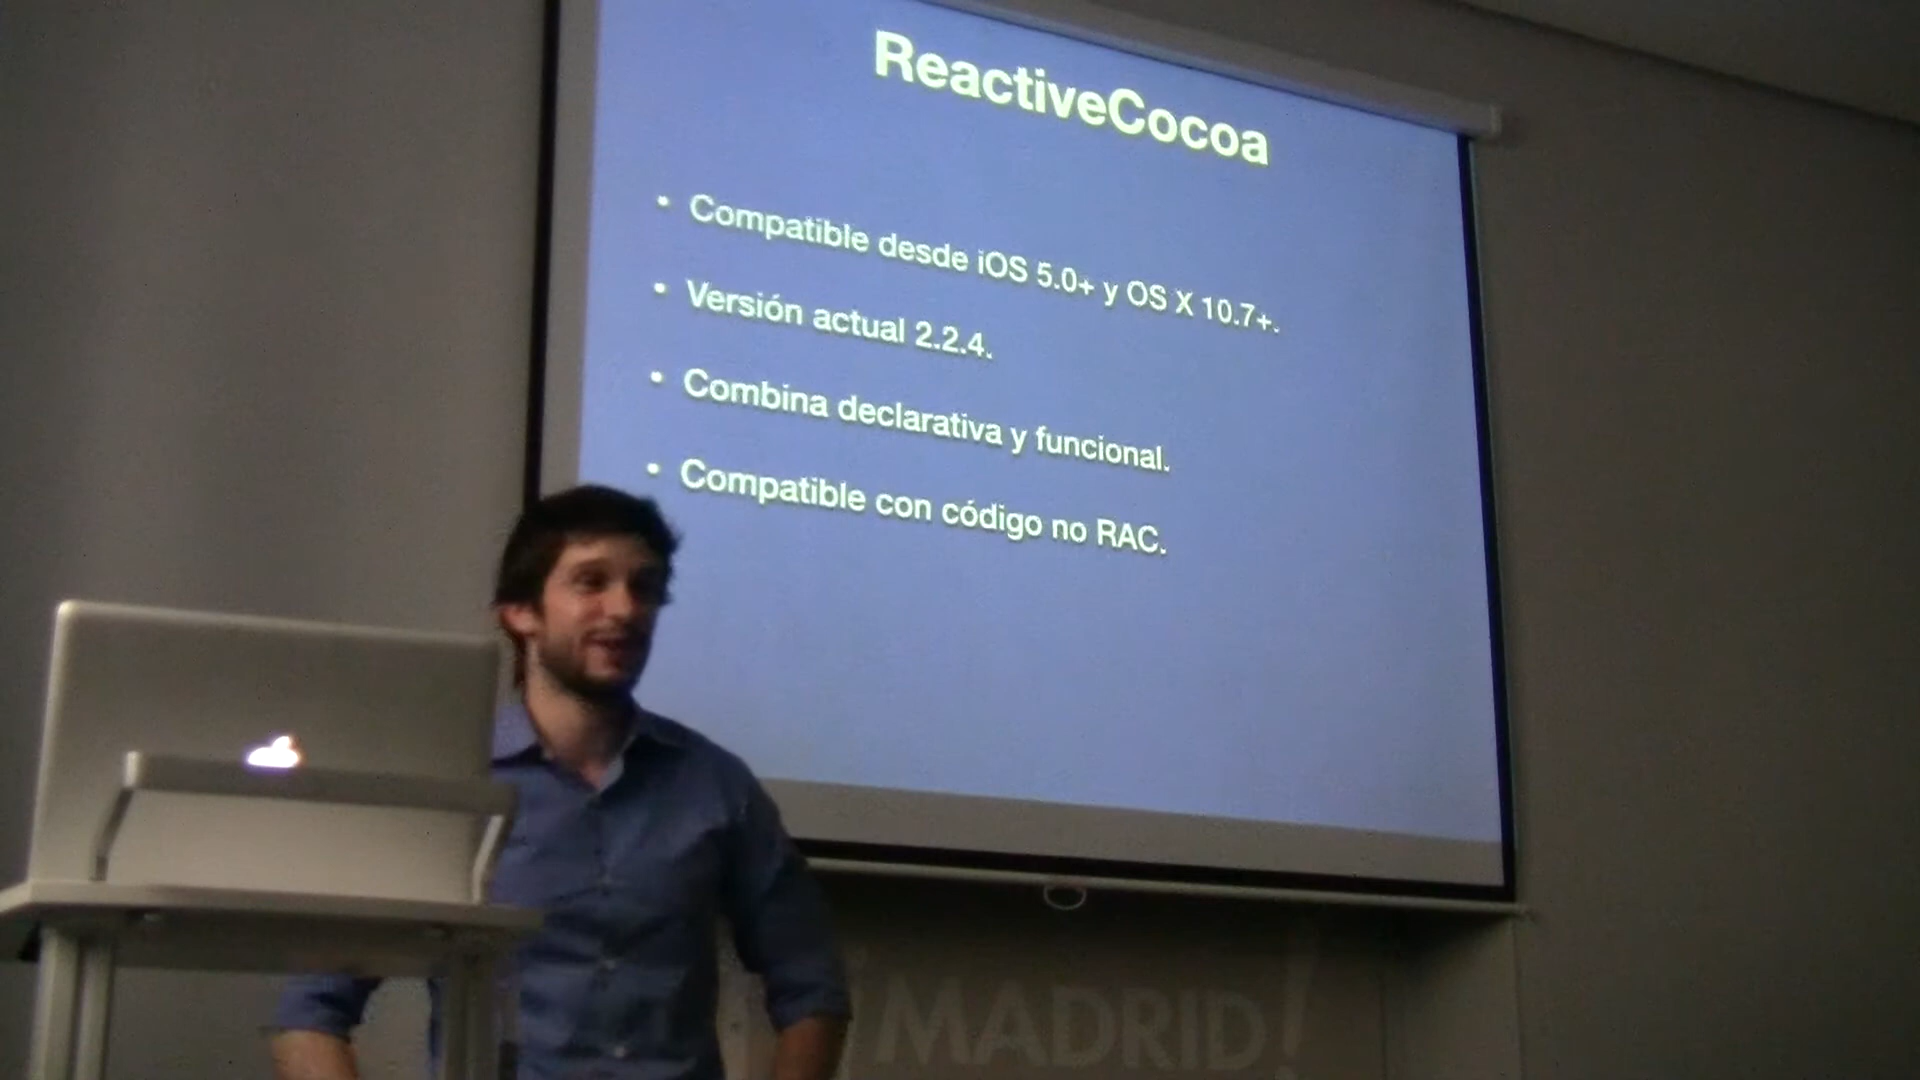 ReactiveCocoa
• Compatible desde iOS 5.0+ y OS X 10.7+.
• Versión actual 2.2.4.
• Combina declarativa y funcional.
• Compatible con código no RAC.
¡MADRID!